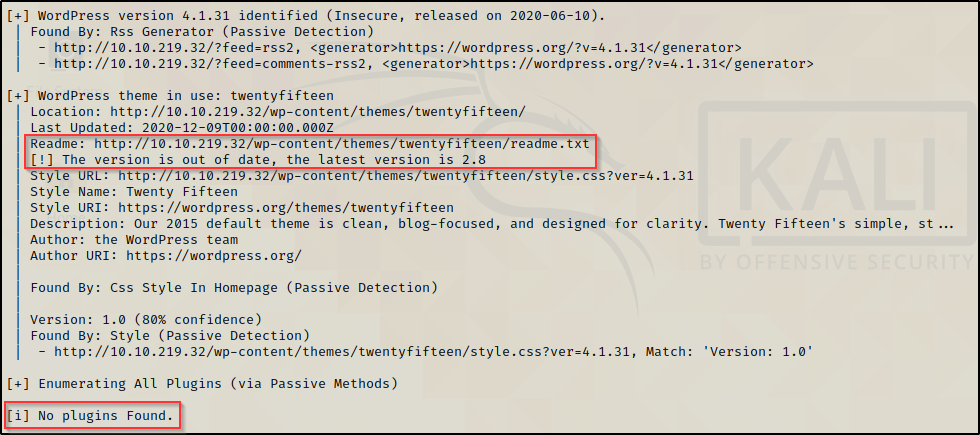 [+] WordPress version 4.1.31 identified (Insecure, released on 2020-06-10).
| Found By: Rss Generator (Passive Detection)
|  - http://10.10.219.32/?feed=rss2, <generator>https://wordpress.org/?v=4.1.31</generator>
|  - http://10.10.219.32/?feed=comments-rss2, <generator>https://wordpress.org/?v=4.1.31</generator>
[+] WordPress theme in use: twentyfifteen
| Location: http://10.10.219.32/wp-content/themes/twentyfifteen/
| Last Updated: 2020-12-09T00:00:00.000Z
| Readme: http://10.10.219.32/wp-content/themes/twentyfifteen/readme.txt
| [!] The version is out of date, the latest version is 2.8
| Style URL: http://10.10.219.32/wp-content/themes/twentyfifteen/style.css?ver=4.1.31
| Style Name: Twenty Fifteen
| Style URI: https://wordpress.org/themes/twentyfifteen
| Description: Our 2015 default theme is clean, blog-focused, and designed for clarity. Twenty Fifteen's simple, st...
| Author: the WordPress team
| Author URI: https://wordpress.org/
|
| Found By: Css Style In Homepage (Passive Detection)
|
| Version: 1.0 (80% confidence)
| Found By: Style (Passive Detection)
|  - http://10.10.219.32/wp-content/themes/twentyfifteen/style.css?ver=4.1.31, Match: 'Version: 1.0'
[+] Enumerating All Plugins (via Passive Methods)
[i] No plugins Found.
KALI
BY OFFENSIVE SECURITY